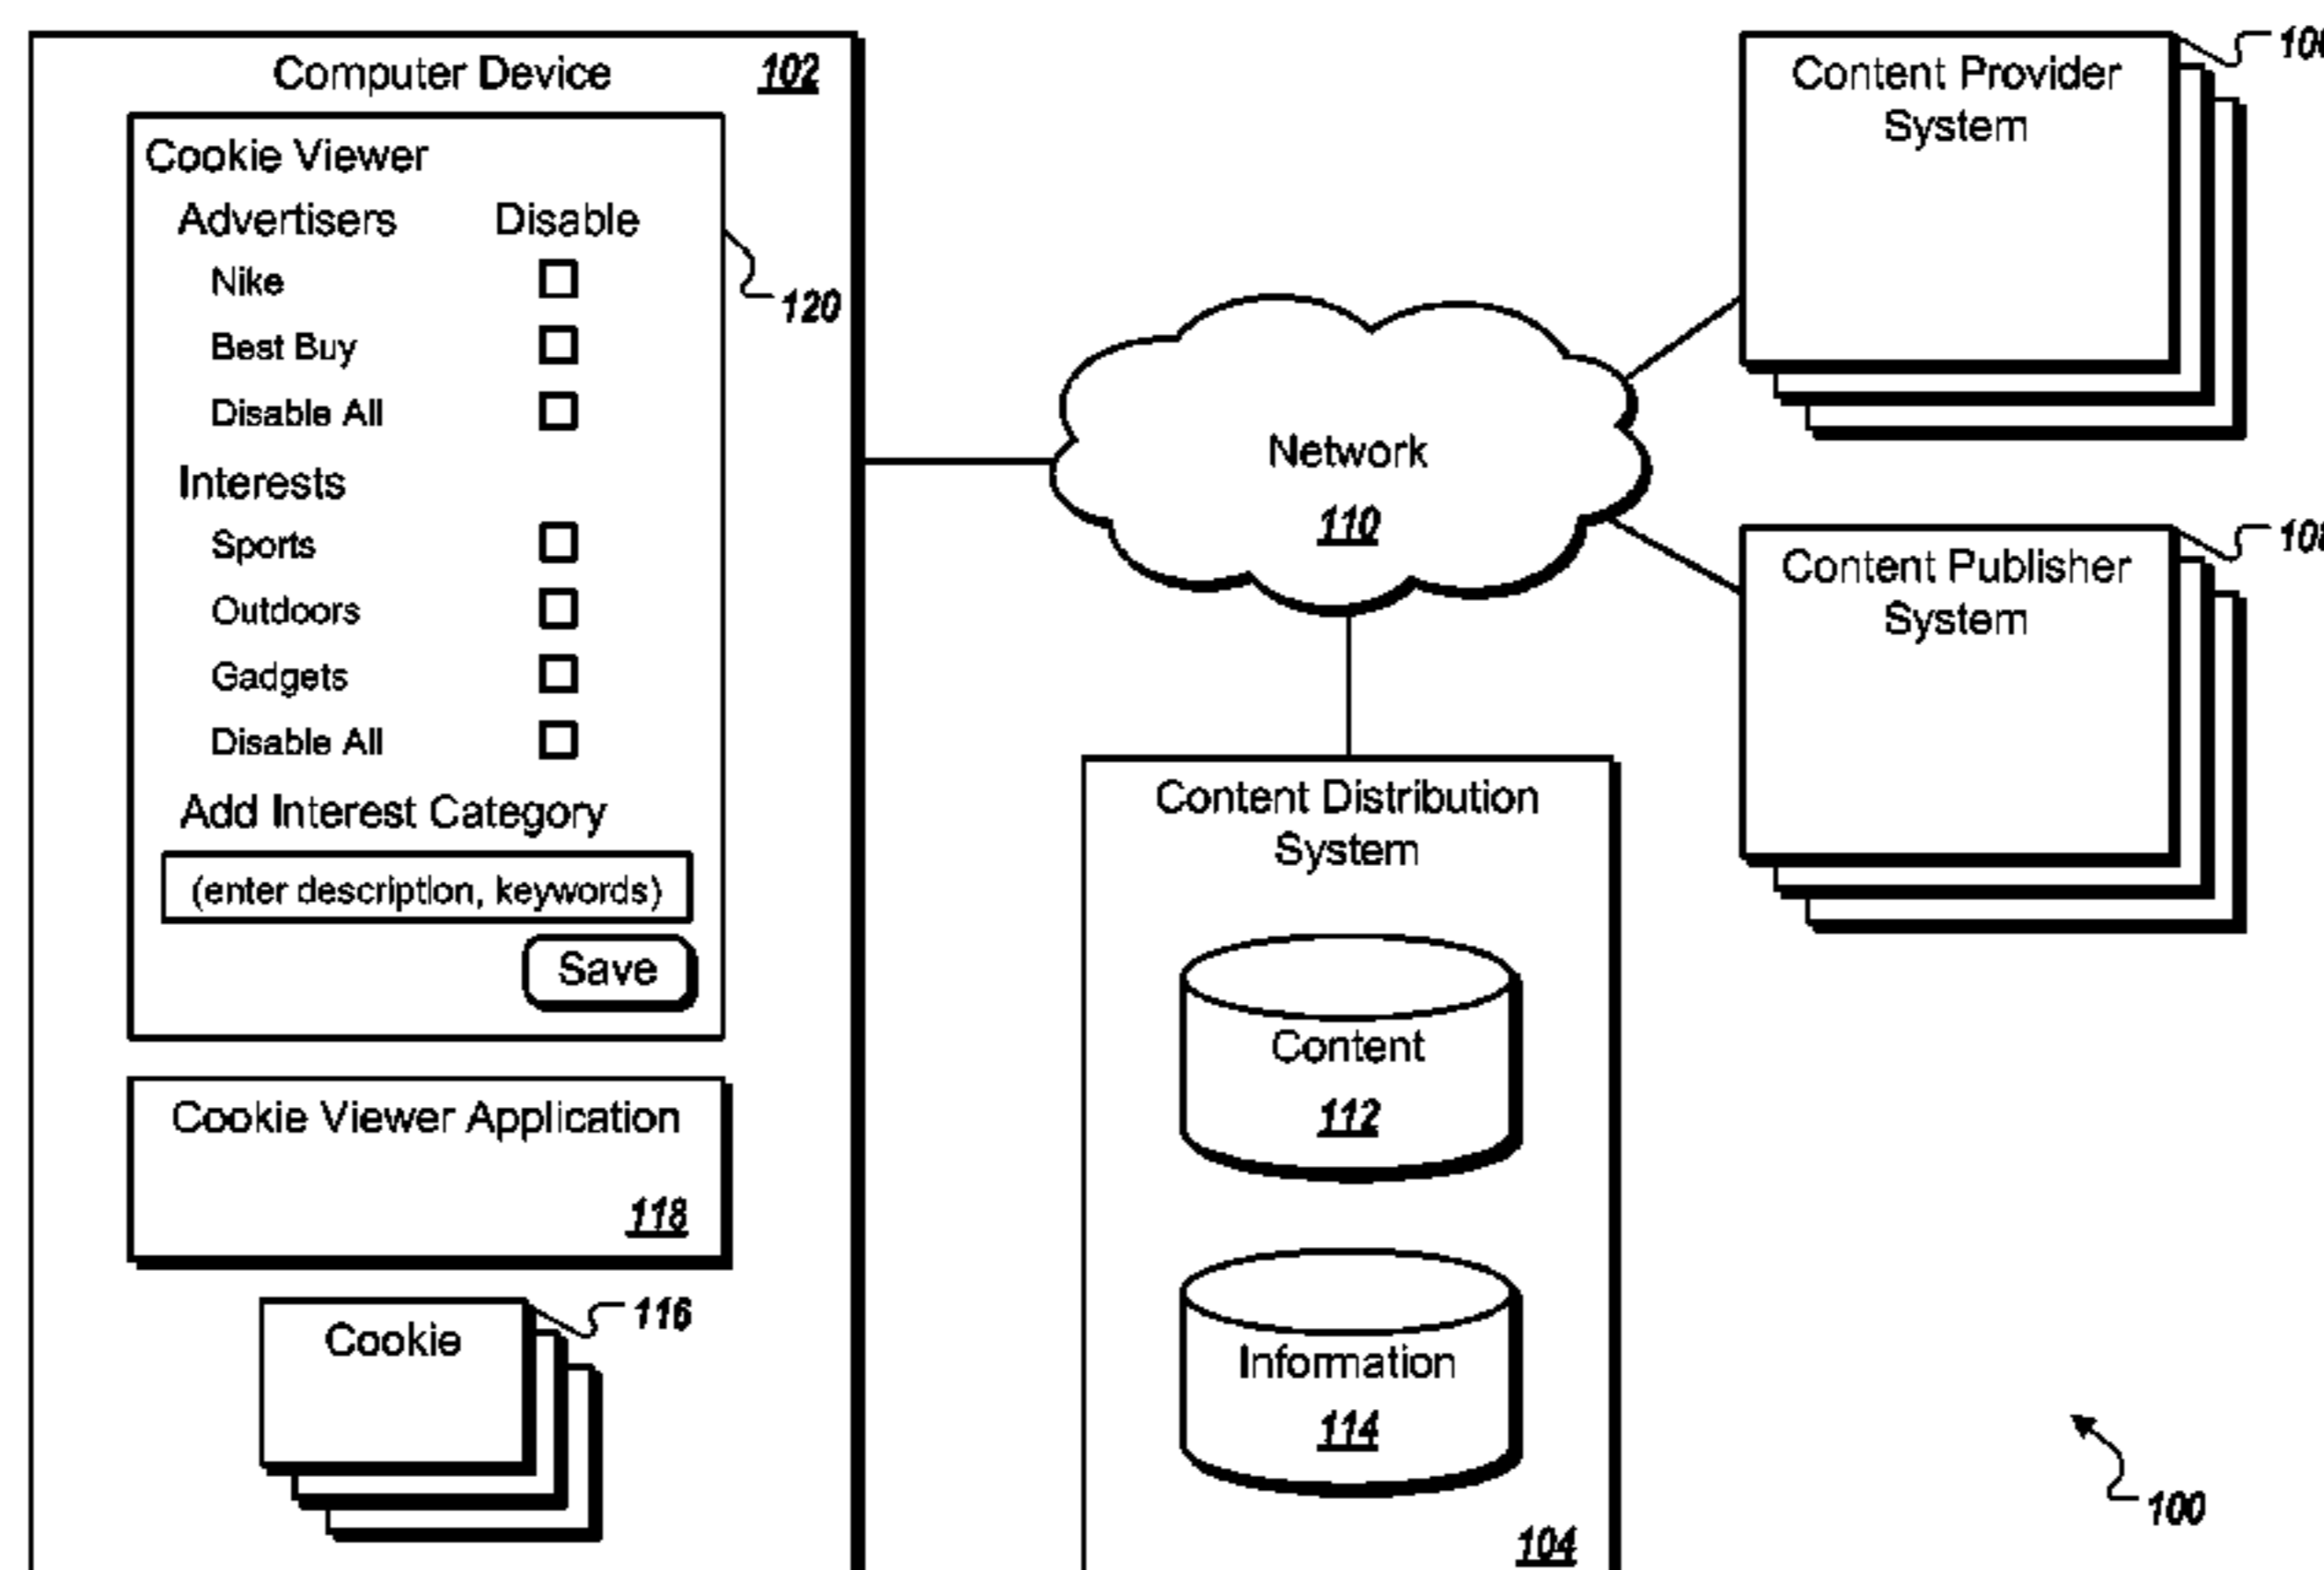 Computer Device 102
Cookie Viewer
Advertisers Disable
Nike
Best Buy
Disable All
Interests
Sports
Outdoors
Gadgets
Disable All
Add Interest Category
(enter description, keywords)
Save
120
Cookie Viewer Application
118
Cookie
116
Network
110
Content Distribution
System
Content
112
Information
114
104
Content Provider
System
Content Publisher
System
100